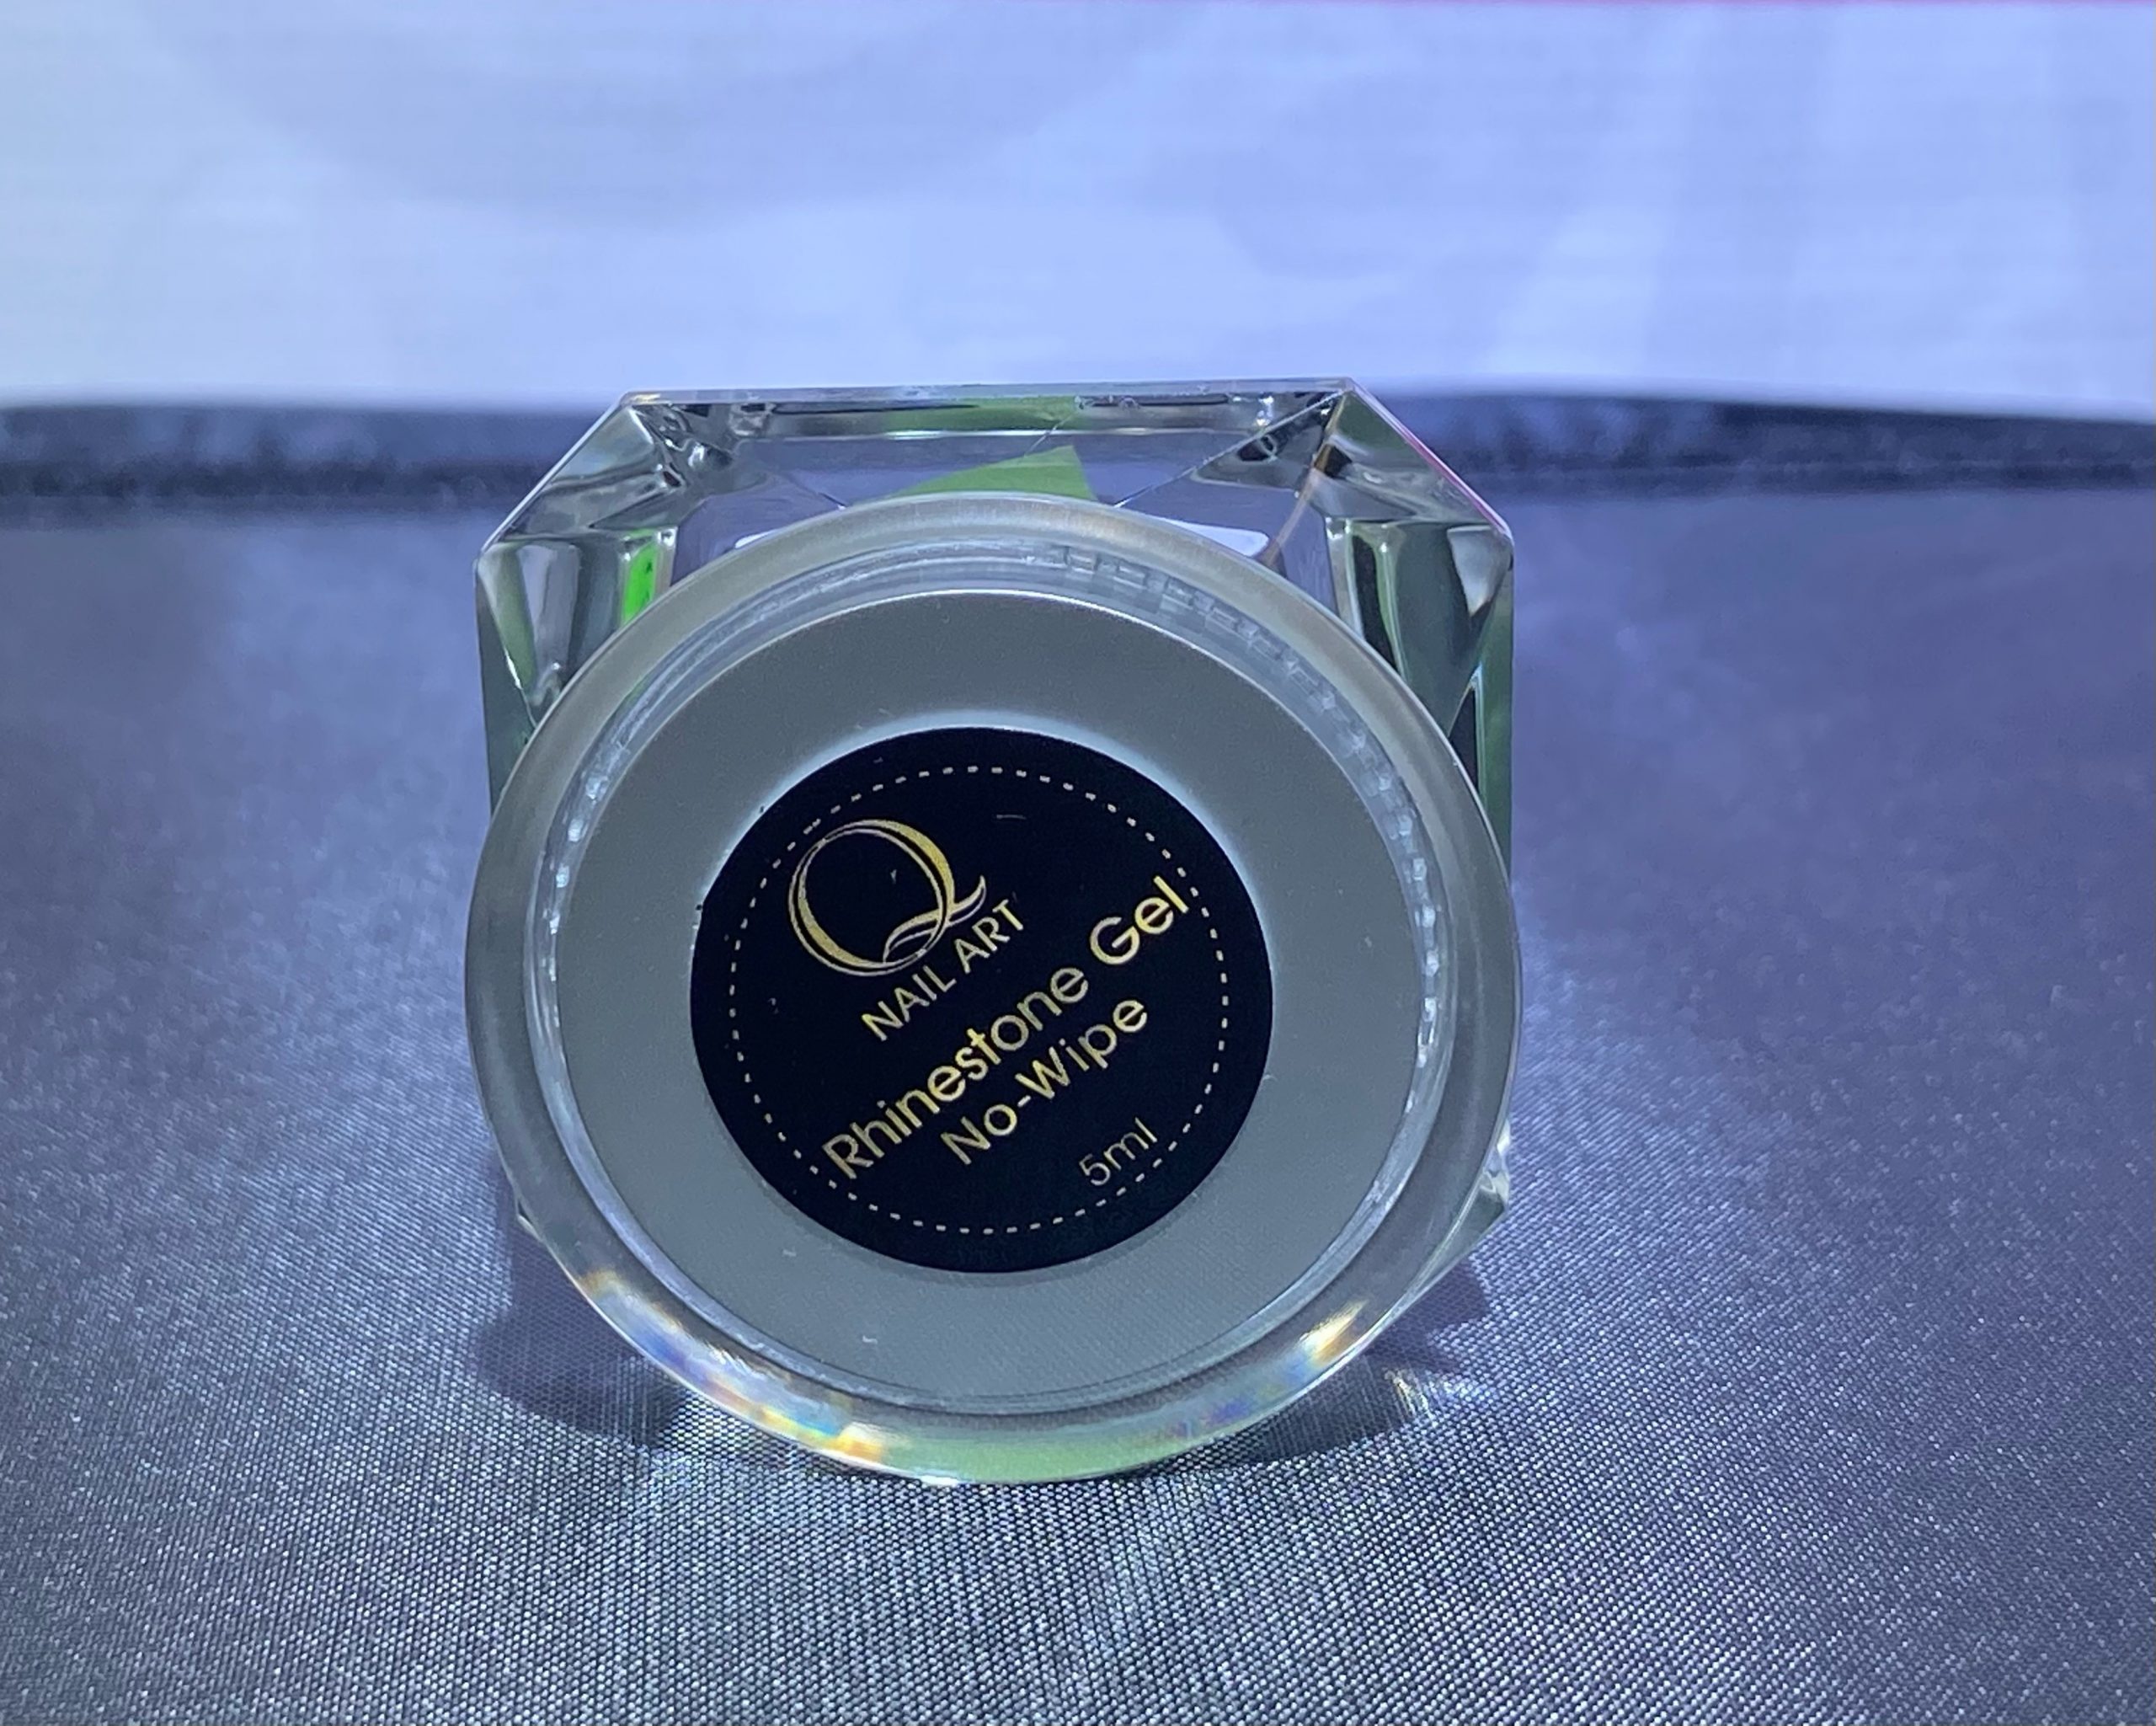 Q
NAIL ART
Rhinestone Gel
No-Wipe
5ml